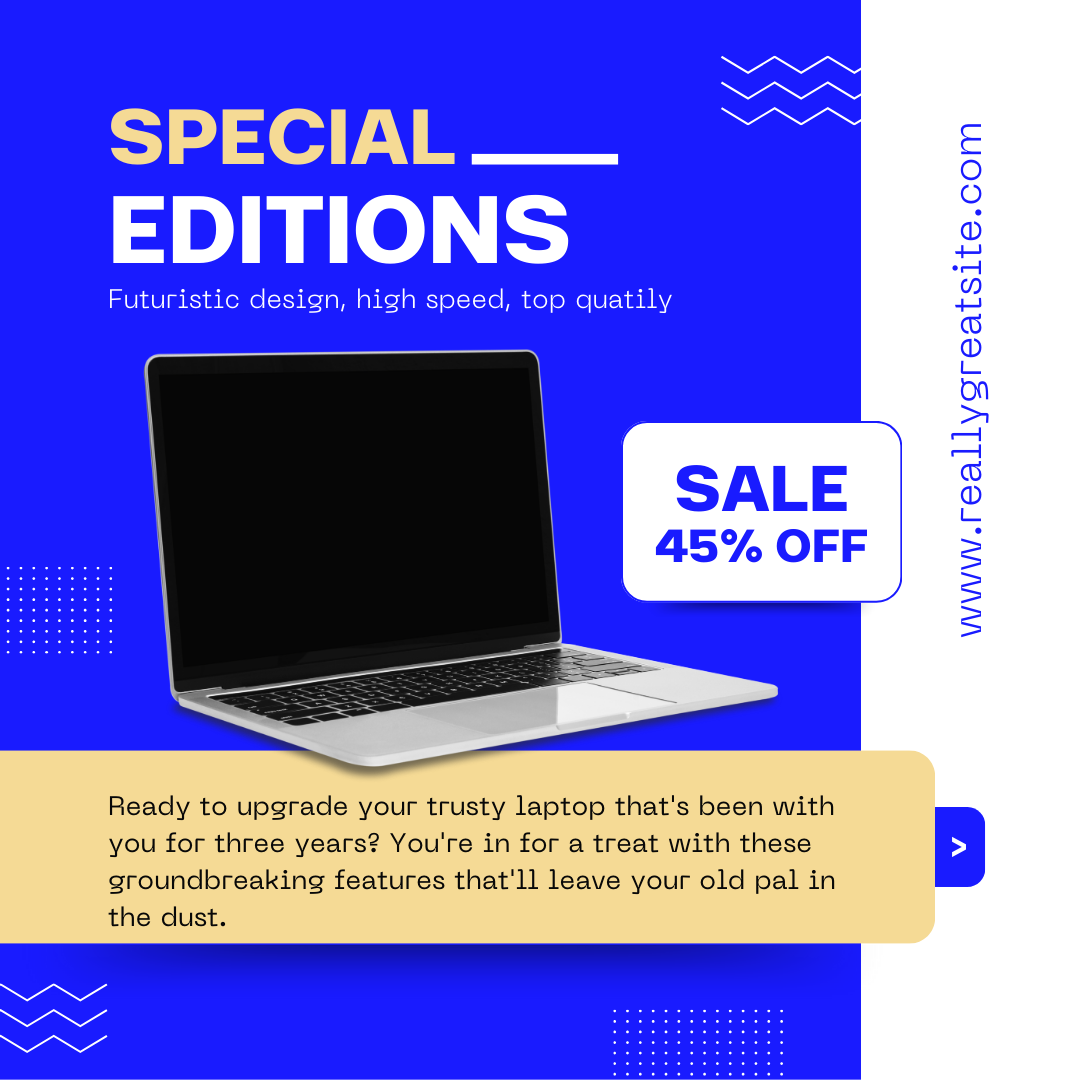 SPECIAL
EDITIONS
Futuristic design, high speed, top quatily
SALE
45% OFF
www.reallygreatsite.com
Ready to upgrade your trusty laptop that's been with
you for three years? You're in for a treat with these
groundbreaking features that'll leave your old pal in
the dust.
>